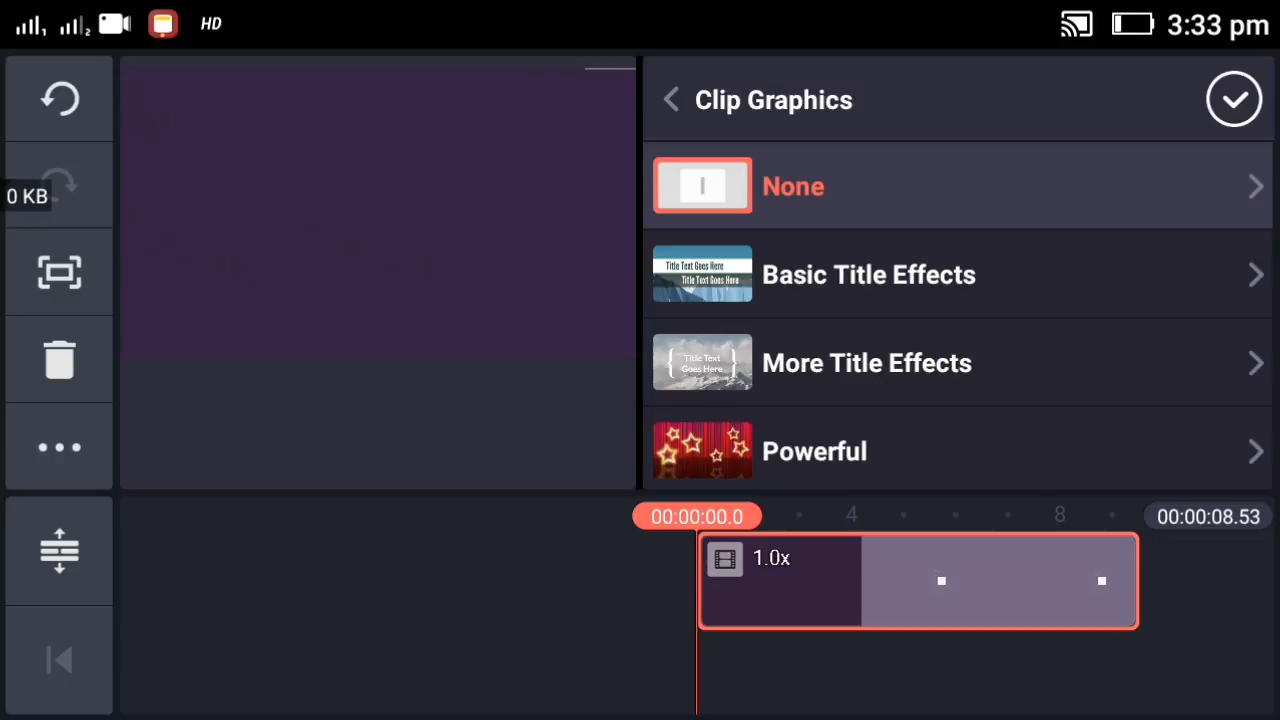 1 2 HD 3:33 pm
Clip Graphics
0 KB
None
Title Text Goes Here
Title Text Goes Here
Basic Title Effects
Title Text
Goes Here
More Title Effects
Powerful
00:00:00.0 4 8 00:00:08.53
1.0x